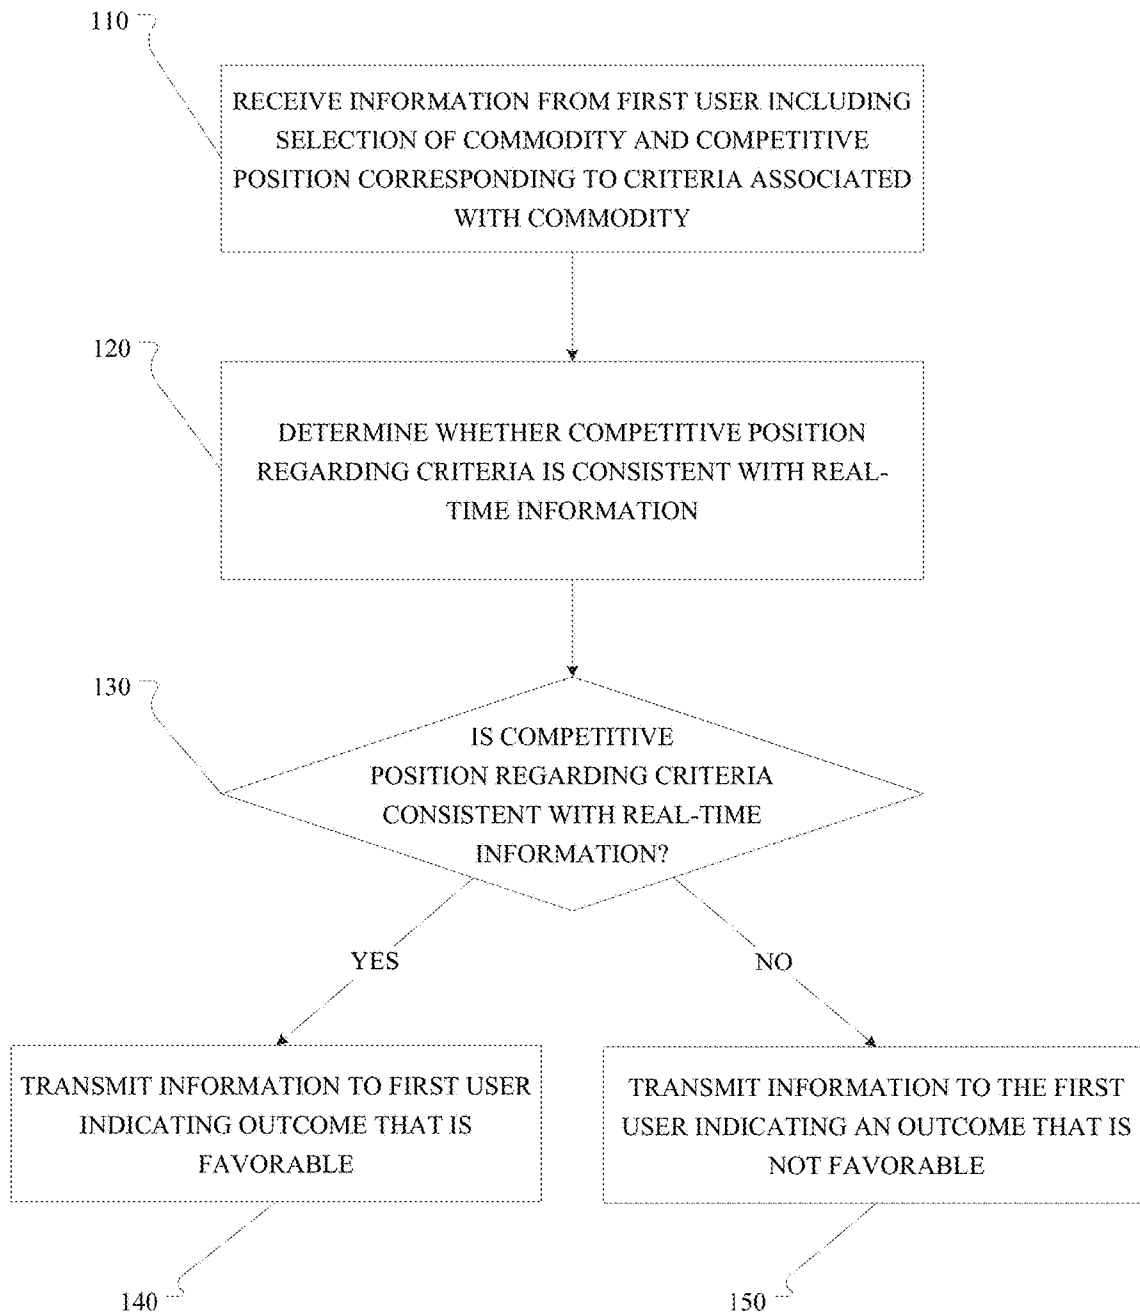 110
RECEIVE INFORMATION FROM FIRST USER INCLUDING
SELECTION OF COMMODITY AND COMPETITIVE
POSITION CORRESPONDING TO CRITERIA ASSOCIATED
WITH COMMODITY
120
DETERMINE WHETHER COMPETITIVE POSITION
REGARDING CRITERIA IS CONSISTENT WITH REAL-
TIME INFORMATION
130
IS COMPETITIVE
POSITION REGARDING CRITERIA
CONSISTENT WITH REAL-TIME
INFORMATION?
YES
NO
TRANSMIT INFORMATION TO FIRST USER
INDICATING OUTCOME THAT IS
FAVORABLE
TRANSMIT INFORMATION TO THE FIRST
USER INDICATING AN OUTCOME THAT IS
NOT FAVORABLE
140
150